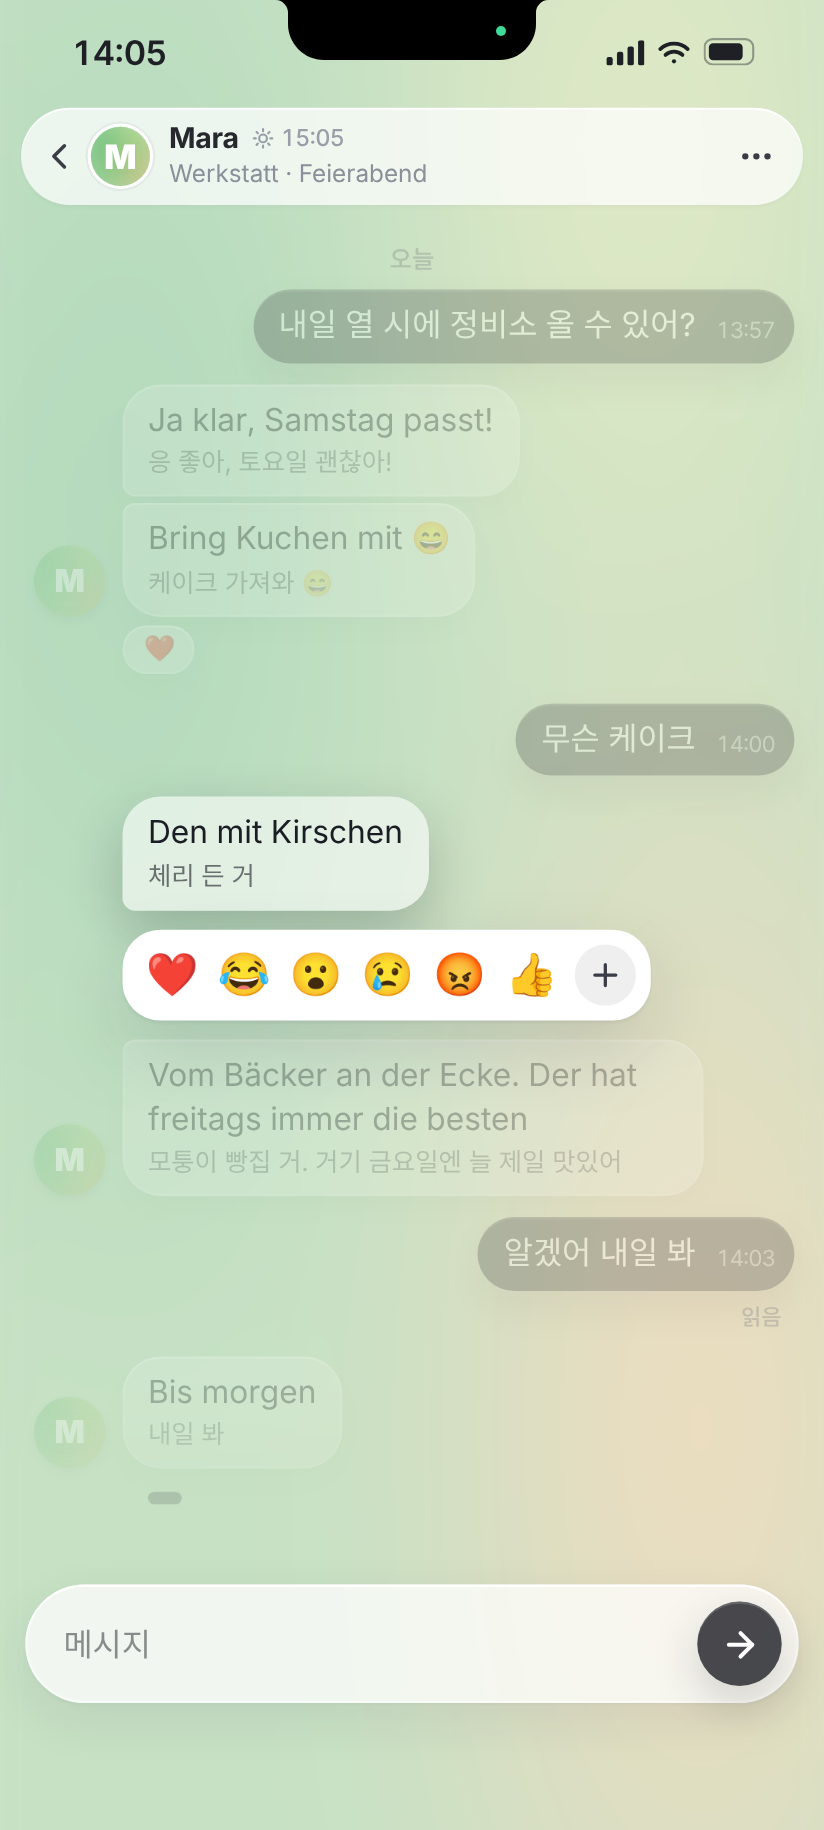 14:05
M
Mara 15:05
Werkstatt · Feierabend
오늘
내일 열 시에 정비소 올 수 있어? 13:57
Ja klar, Samstag passt!
응 좋아, 토요일 괜찮아!
Bring Kuchen mit 😄
케이크 가져와 😄
M
❤️
무슨 케이크 14:00
Den mit Kirschen
체리 든 거
❤️ 😂 😮 😢 😡 👍
Vom Bäcker an der Ecke. Der hat
freitags immer die besten
모퉁이 빵집 거. 거기 금요일엔 늘 제일 맛있어
M
알겠어 내일 봐 14:03
읽음
Bis morgen
내일 봐
M
메시지